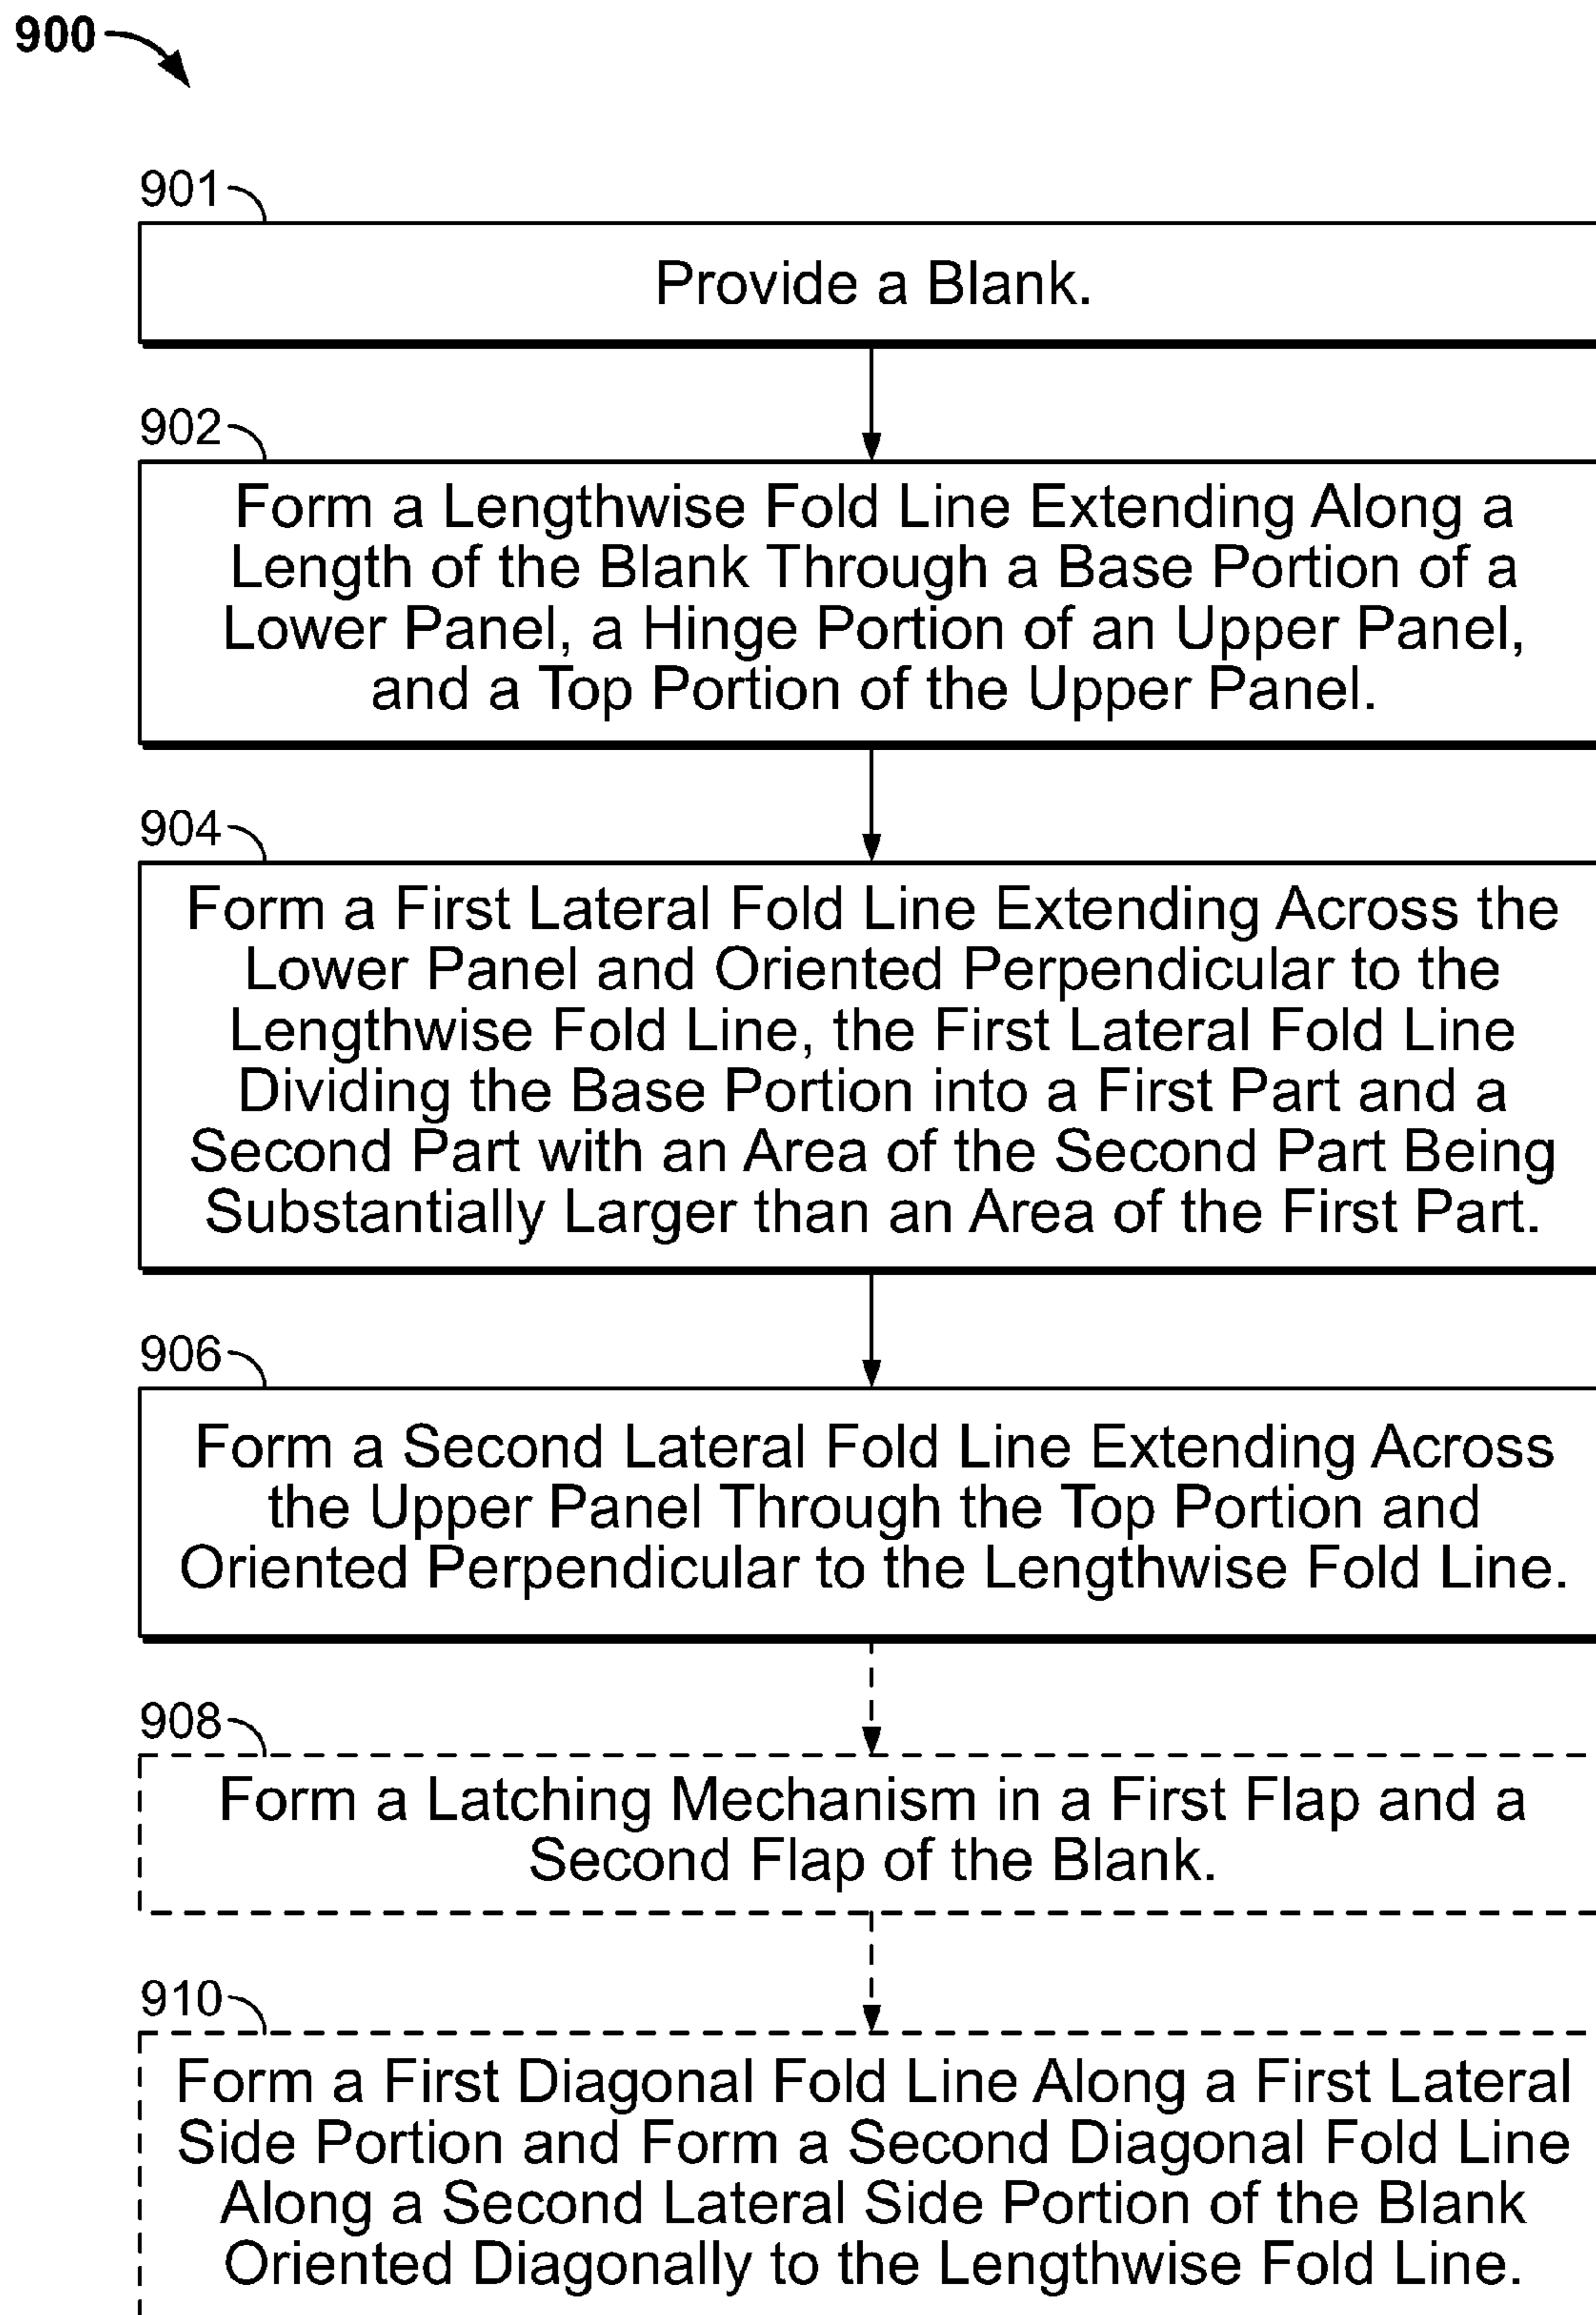 900
901
Provide a Blank.
902
Form a Lengthwise Fold Line Extending Along a
Length of the Blank Through a Base Portion of a
Lower Panel, a Hinge Portion of an Upper Panel,
and a Top Portion of the Upper Panel.
904
Form a First Lateral Fold Line Extending Across the
Lower Panel and Oriented Perpendicular to the
Lengthwise Fold Line, the First Lateral Fold Line
Dividing the Base Portion into a First Part and a
Second Part with an Area of the Second Part Being
Substantially Larger than an Area of the First Part.
906
Form a Second Lateral Fold Line Extending Across
the Upper Panel Through the Top Portion and
Oriented Perpendicular to the Lengthwise Fold Line.
908
Form a Latching Mechanism in a First Flap and a
Second Flap of the Blank.
910
Form a First Diagonal Fold Line Along a First Lateral
Side Portion and Form a Second Diagonal Fold Line
Along a Second Lateral Side Portion of the Blank
Oriented Diagonally to the Lengthwise Fold Line.